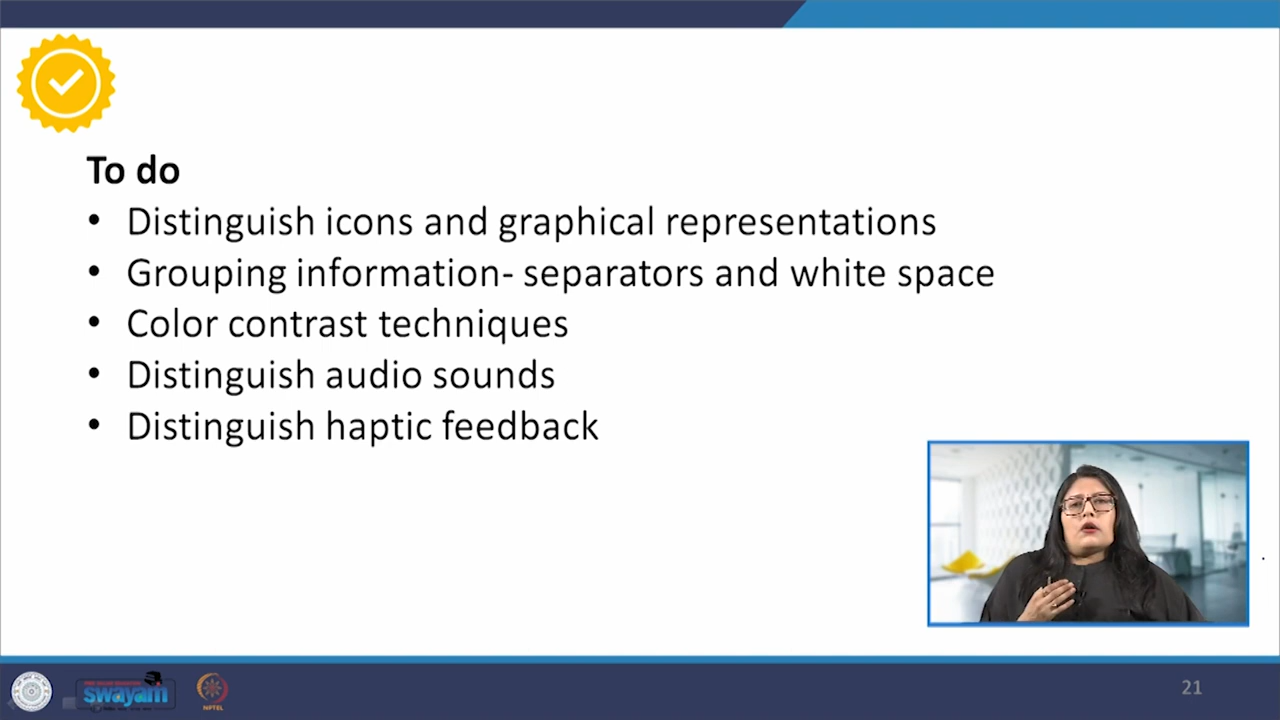 To do
• Distinguish icons and graphical representations
• Grouping information- separators and white space
• Color contrast techniques
• Distinguish audio sounds
• Distinguish haptic feedback
swayam
NPTEL
21